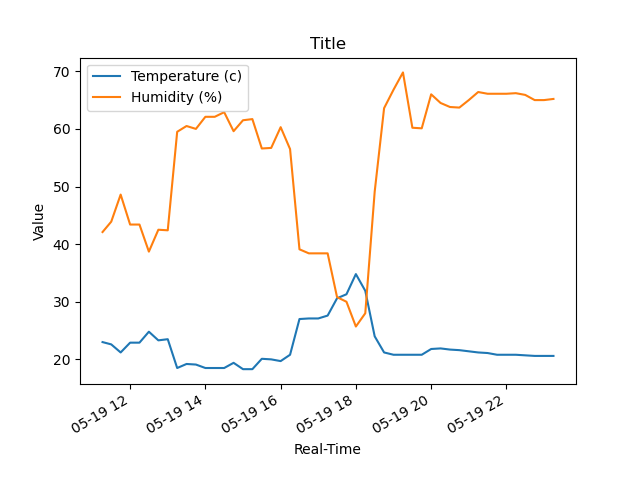 Title
Temperature (c)
Humidity (%)
70
60
50
40
30
20
Value
05-19 12
05-19 14
05-19 16
05-19 18
05-19 20
05-19 22
Real-Time